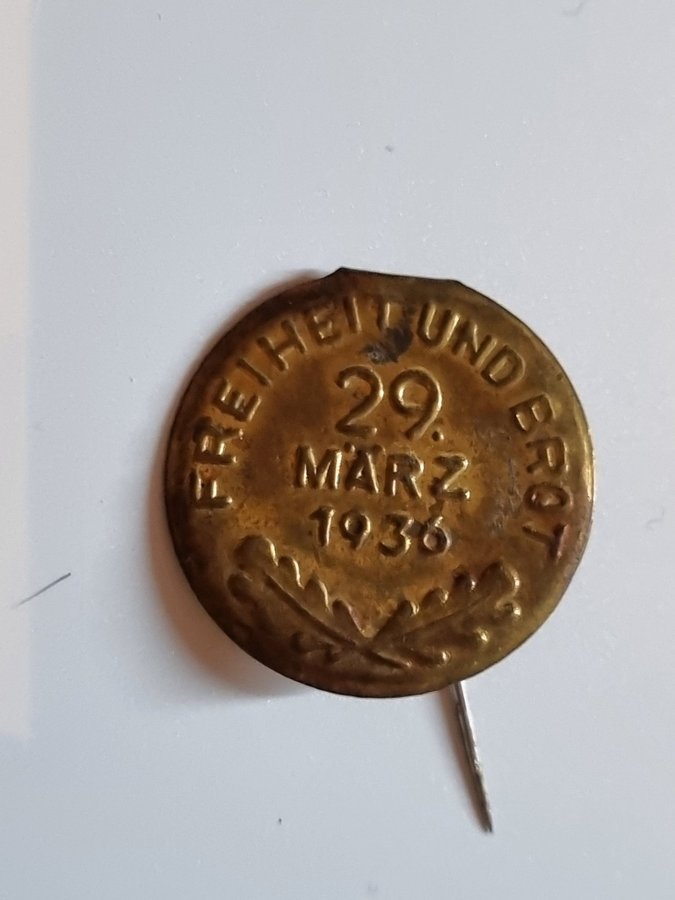 FREIHEIT UND BROT
29.
MÄRZ
1936